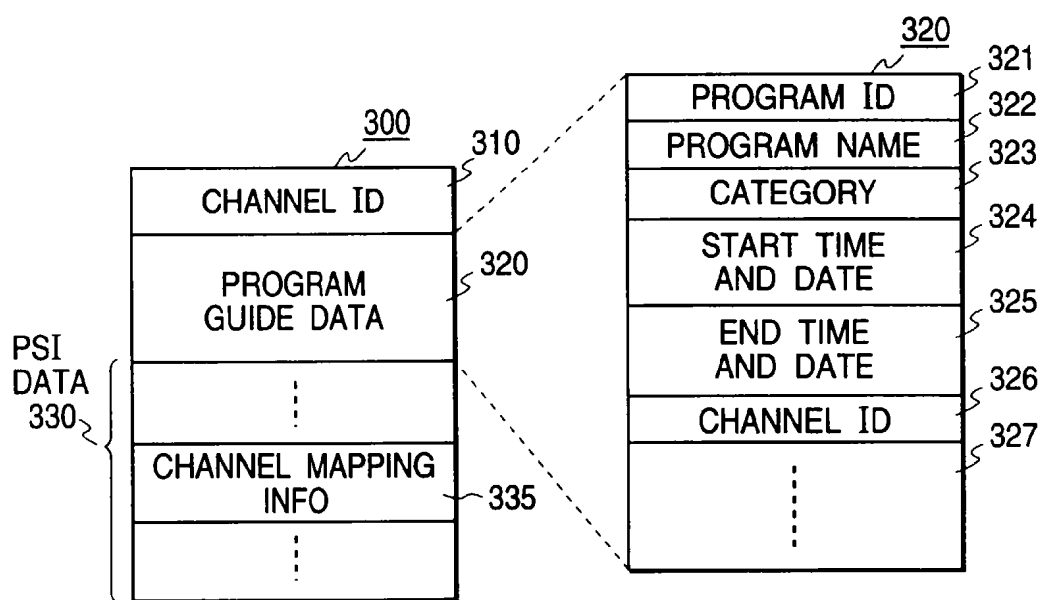 300
310
CHANNEL ID
PROGRAM
GUIDE DATA
320
PSI
DATA
330
CHANNEL MAPPING
INFO
335
320
321
PROGRAM ID
322
PROGRAM NAME
323
CATEGORY
324
START TIME
AND DATE
325
END TIME
AND DATE
326
CHANNEL ID
327